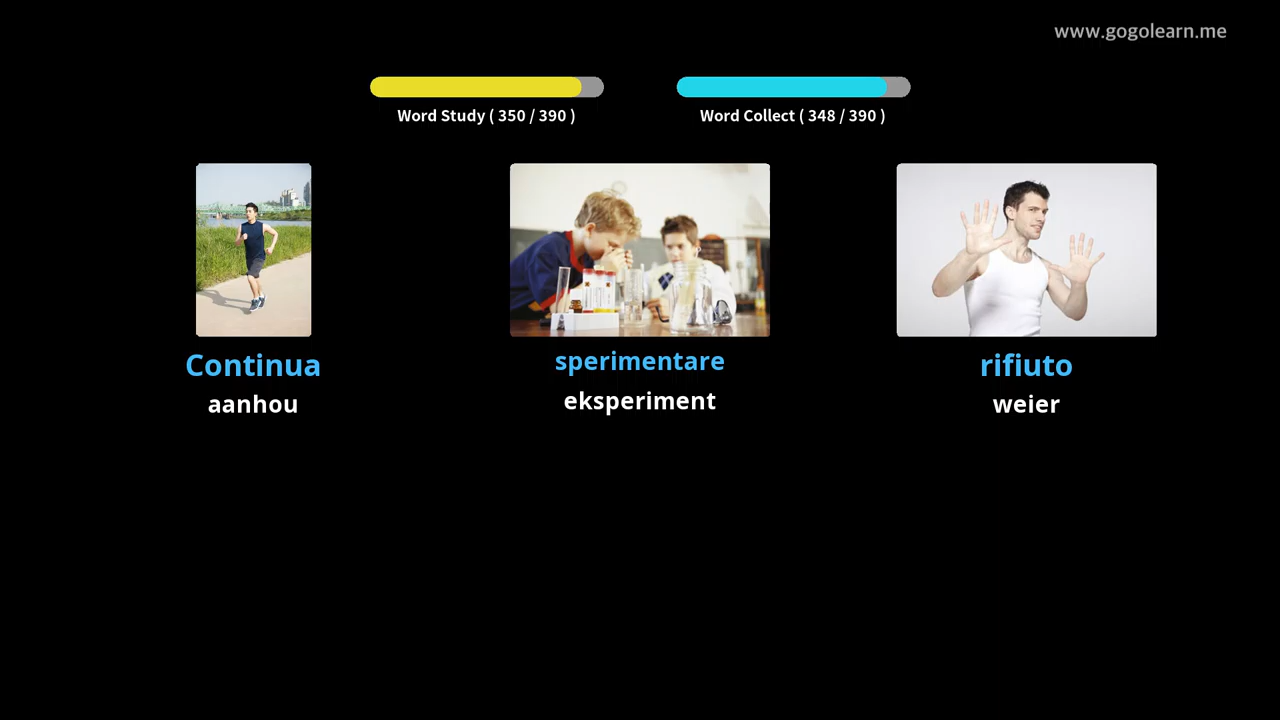 www.gogolearn.me
Word Study ( 350 / 390 )
Word Collect ( 348 / 390 )
Continua
aanhou
sperimentare
eksperiment
rifiuto
weier